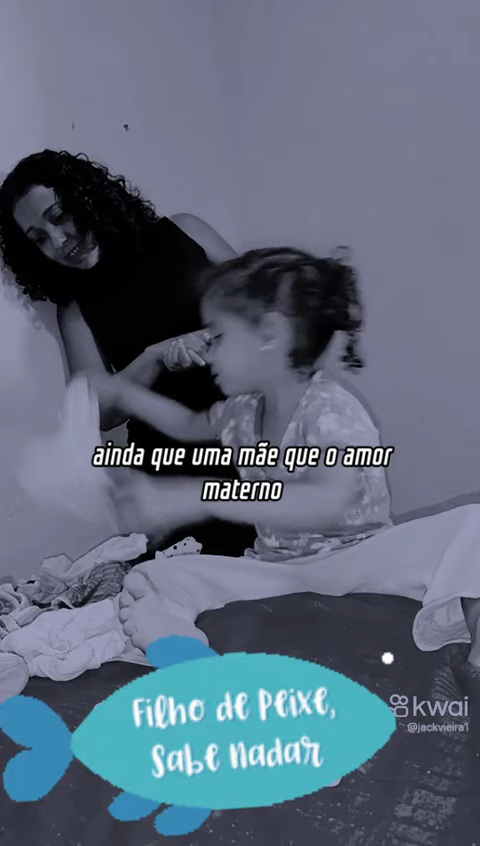 ainda que uma mãe que o amor
materno
Filho de Peixe,
Sabe Nadar
kwai
@jackvieira1